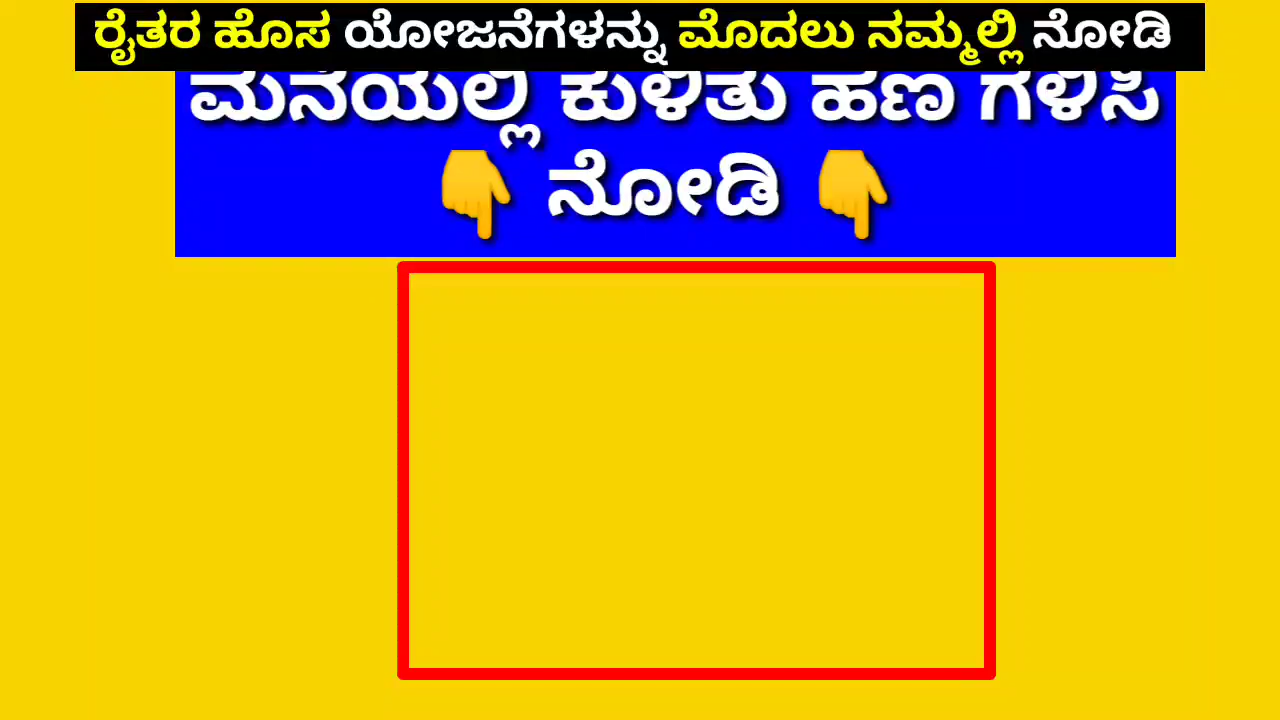 ರೈತರ ಹೊಸ ಯೋಜನೆಗಳನ್ನು ಮೊದಲು ನಮ್ಮಲ್ಲಿ ನೋಡಿ
ಮನೆಯಲ್ಲಿ ಕುಳಿತು ಹಣ ಗಳಿಸಿ
👇 ನೋಡಿ 👇